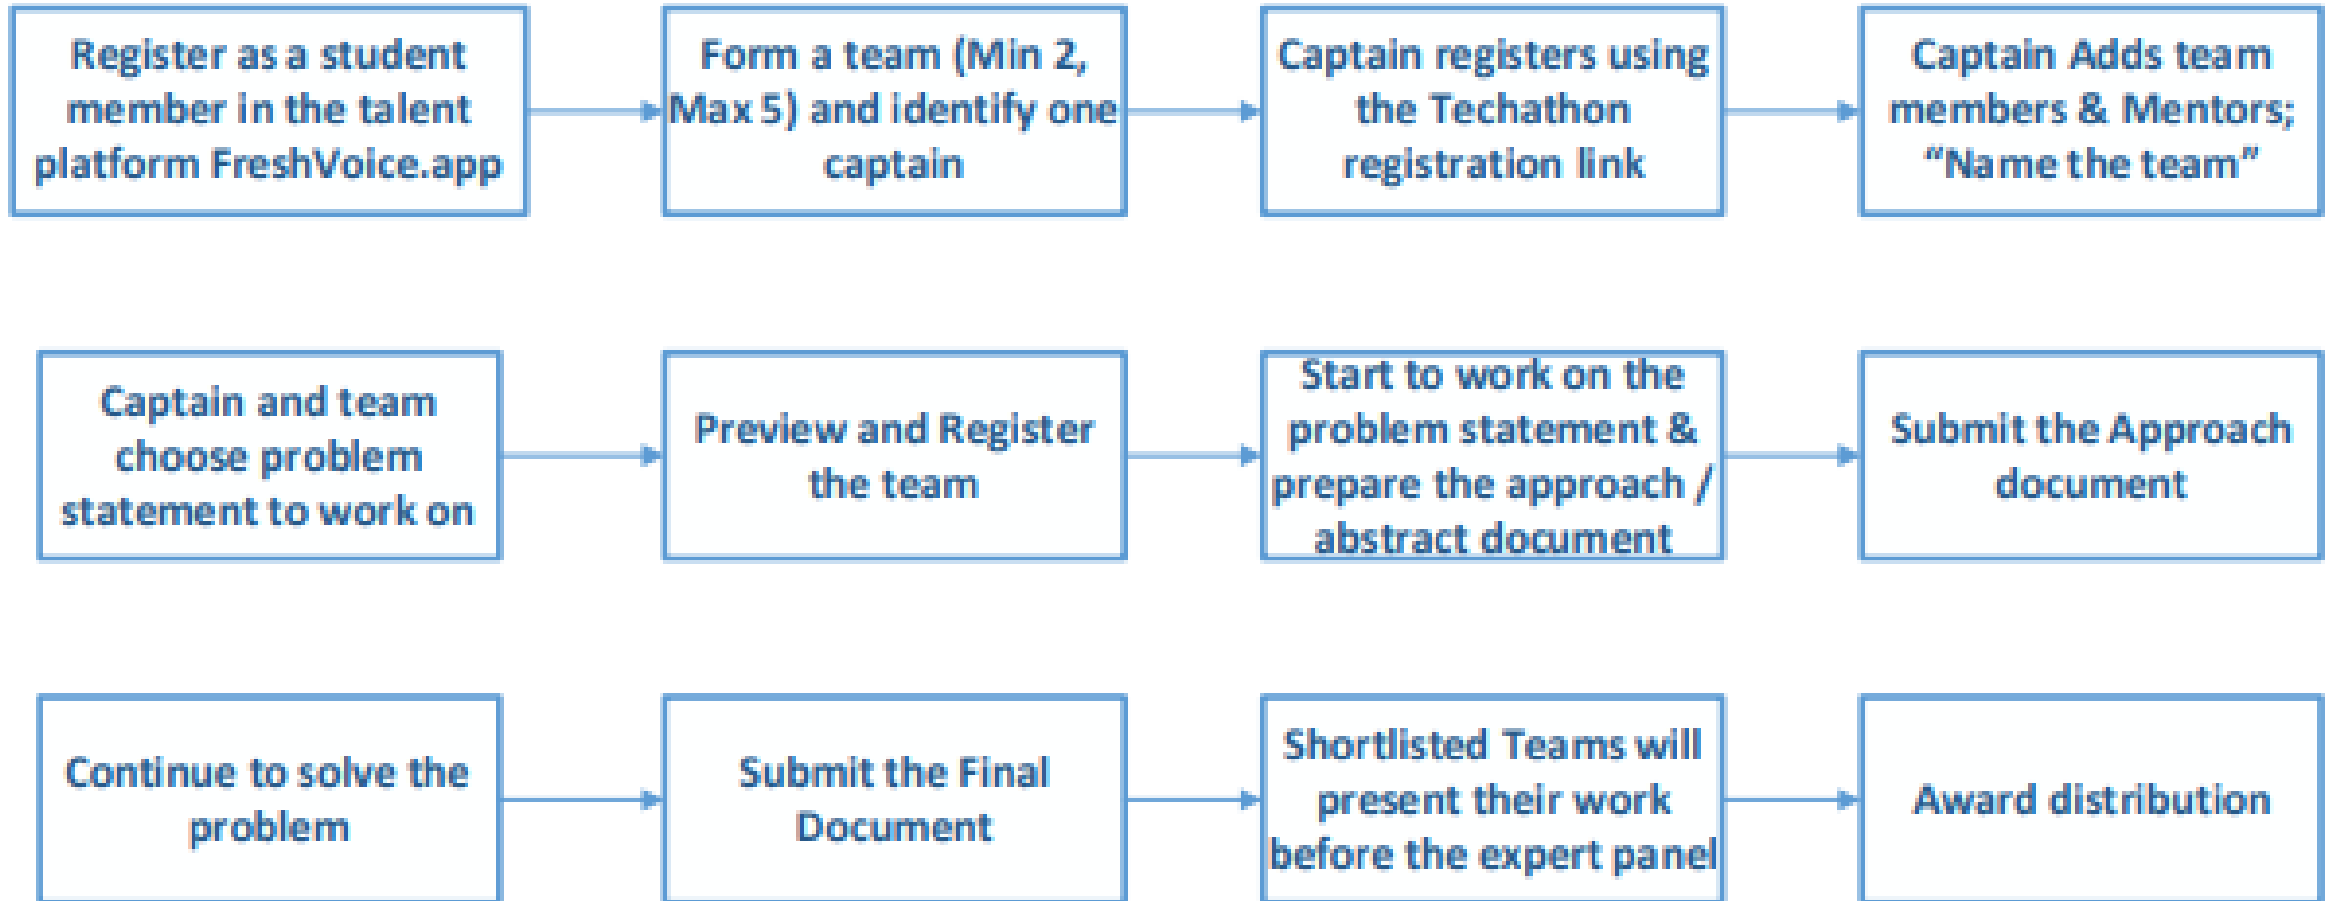 Register as a student
member in the talent
platform FreshVoice.app
Form a team (Min 2,
Max 5) and identify one
captain
Captain registers using
the Techathon
registration link
Captain Adds team
members & Mentors;
“Name the team”
Captain and team
choose problem
statement to work on
Preview and Register
the team
Start to work on the
problem statement &
prepare the approach /
abstract document
Submit the Approach
document
Continue to solve the
problem
Submit the Final
Document
Shortlisted Teams will
present their work
before the expert panel
Award distribution